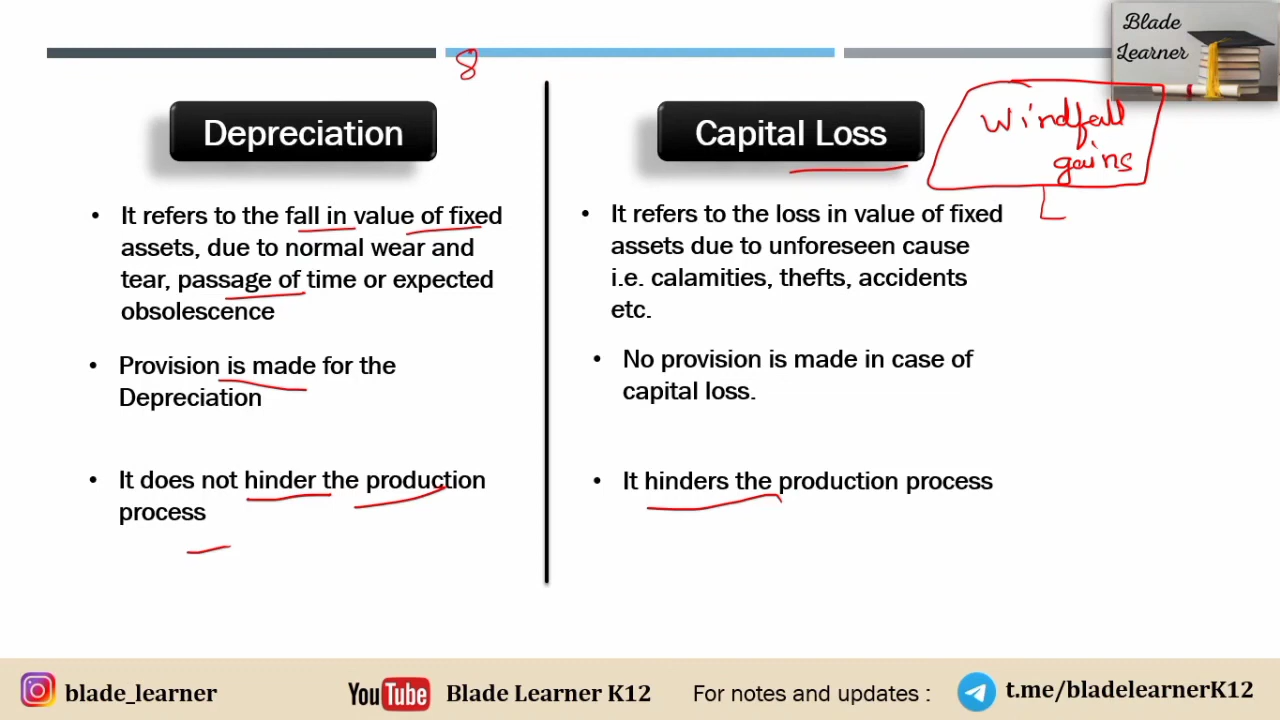 Blade
Learner
8
Depreciation
• It refers to the fall in value of fixed
assets, due to normal wear and
tear, passage of time or expected
obsolescence
• Provision is made for the
Depreciation
• It does not hinder the production
process
Capital Loss
Windfall
gains
• It refers to the loss in value of fixed
assets due to unforeseen cause
i.e. calamities, thefts, accidents
etc.
• No provision is made in case of
capital loss.
• It hinders the production process
blade_learner
YouTube Blade Learner K12
For notes and updates :
t.me/bladelearnerK12